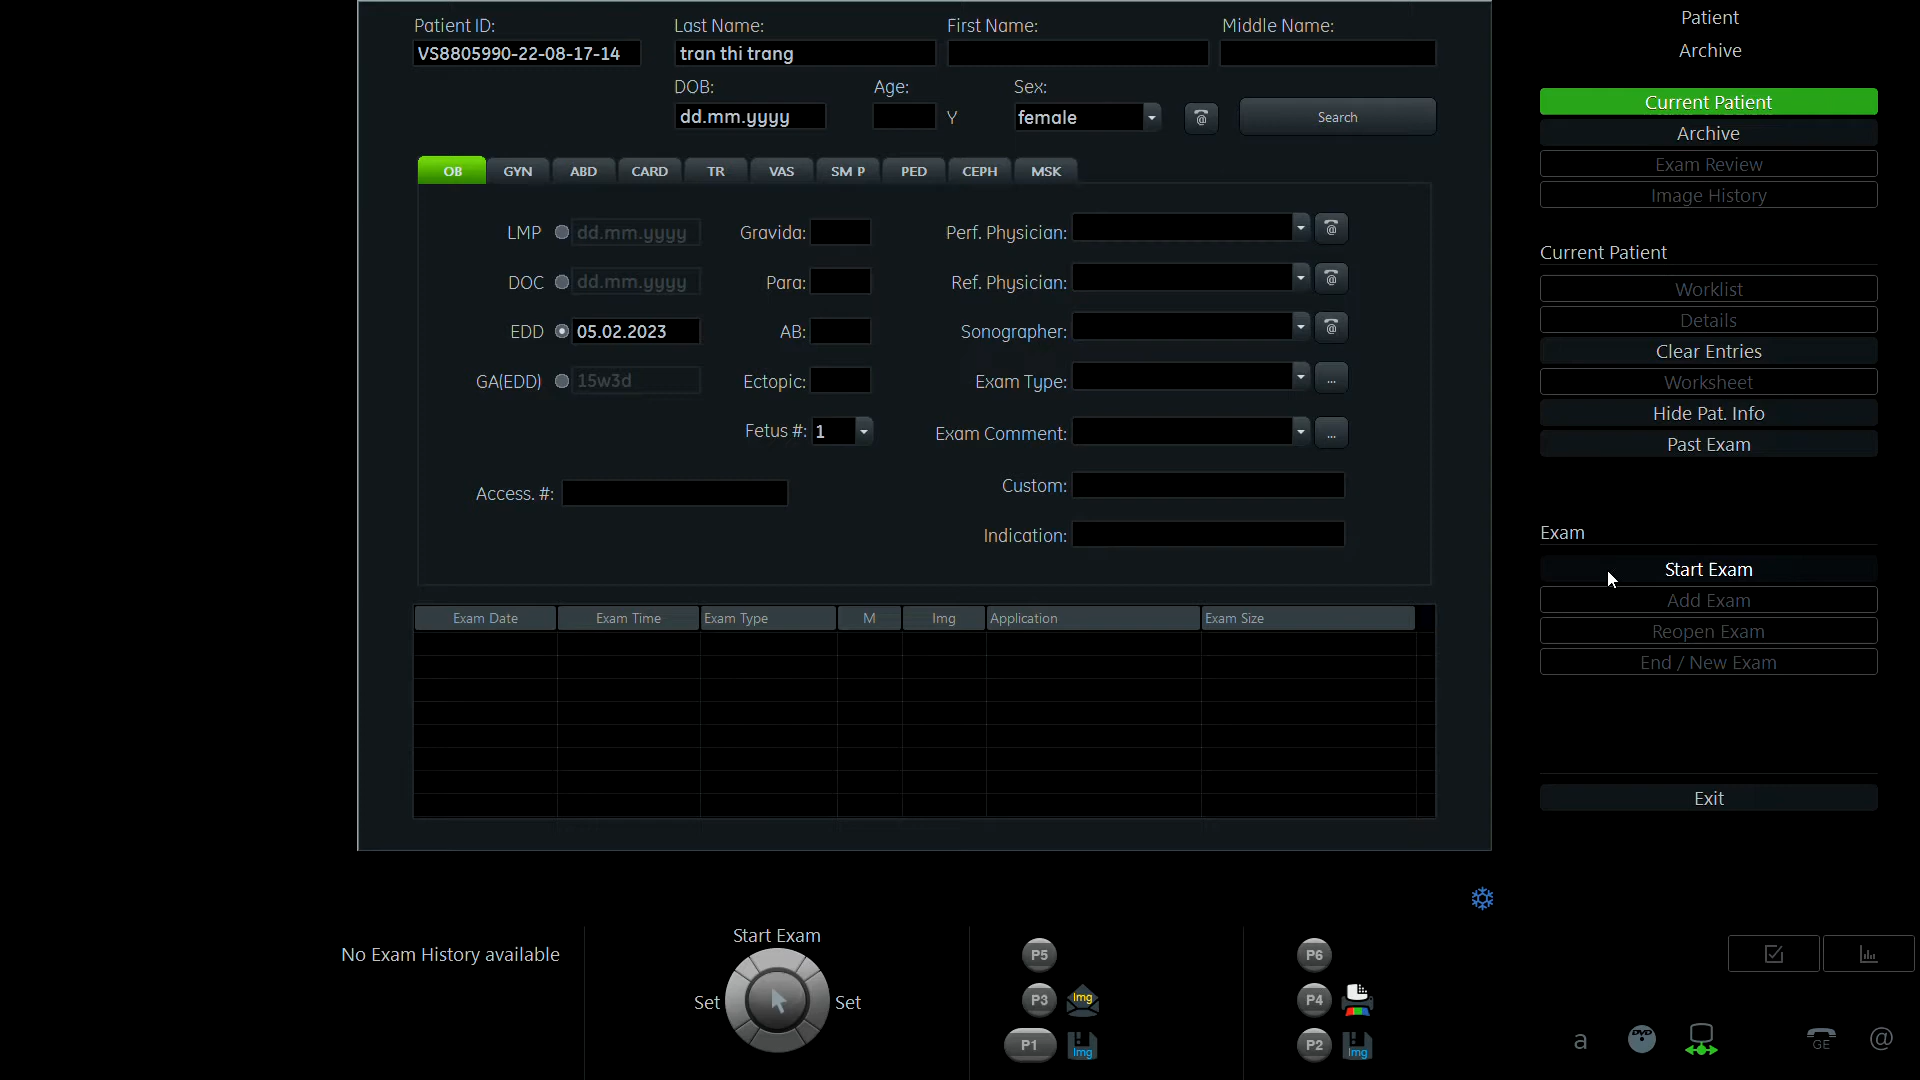 Patient ID: Last Name: First Name: Middle Name:
VS8805990-22-08-17-14 tran thi trang
DOB: Age: Sex:
dd.mm.yyyy Y female @ Search
OB GYN ABD CARD TR VAS SM P PED CEPH MSK
LMP dd.mm.yyyy Gravida: Perf. Physician: @
DOC dd.mm.yyyy Para: Ref. Physician: @
EDD 05.02.2023 AB: Sonographer: @
GA(EDD) 15w3d Ectopic: Exam Type: ...
Fetus #: 1 Exam Comment: ...
Access. #: Custom:
Indication:
Exam Date Exam Time Exam Type M Img Application Exam Size
Patient
Archive
Current Patient
Archive
Exam Review
Image History
Current Patient
Worklist
Details
Clear Entries
Worksheet
Hide Pat. Info
Past Exam
Exam
Start Exam
Add Exam
Reopen Exam
End / New Exam
Exit
No Exam History available
Start Exam
Set Set
P5 P6
P3 Img P4
P1 Img P2 Img
a DVD GE @